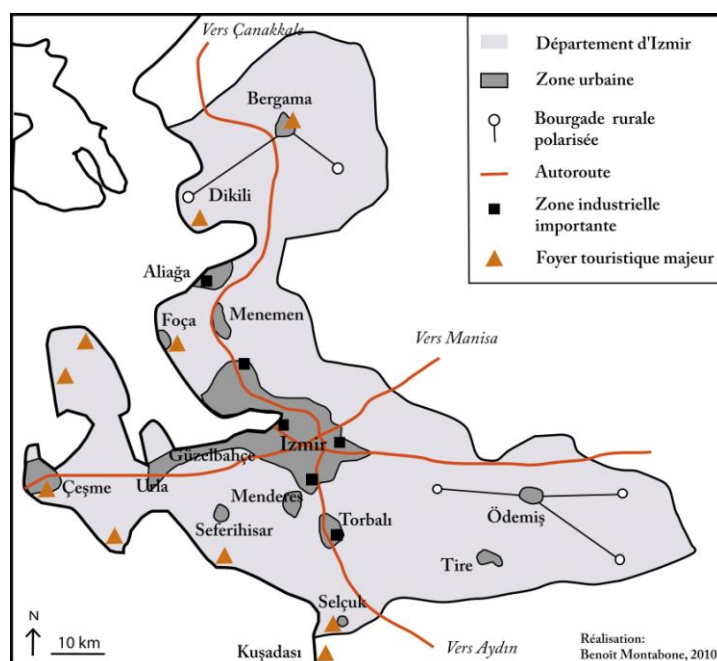 Vers Çanakkale
Bergama
Dikili
Aliağa
Menemen
Foça
Vers Manisa
Izmir
Güzelbahçe
Çeşme
Urla
Menderes
Seferihisar
Torbalı
Ödemiş
Tire
Selçuk
Kuşadası
Vers Aydın
N
10 km
Département d'Izmir
Zone urbaine
Bourgade rurale
polarisée
Autoroute
Zone industrielle
importante
Foyer touristique majeur
Réalisation:
Benoit Montabone, 2010